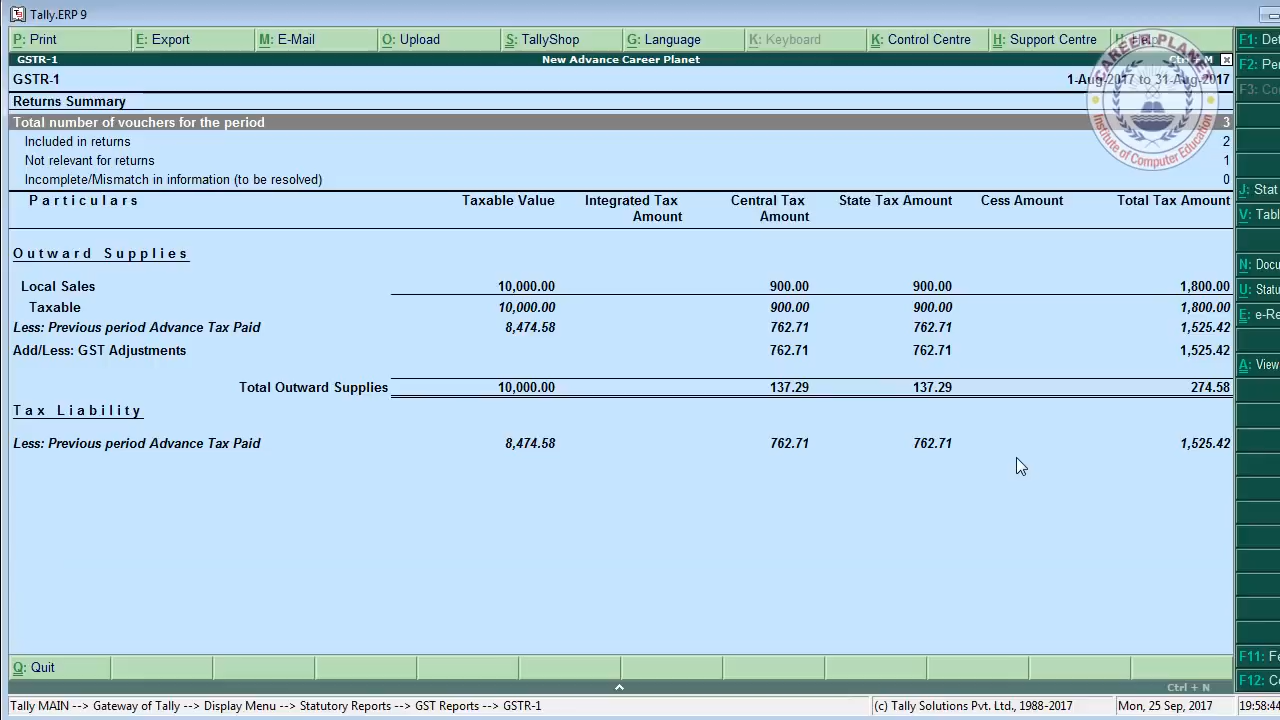 Tally.ERP 9
P: Print E: Export M: E-Mail O: Upload S: TallyShop G: Language K: Keyboard K: Control Centre H: Support Centre
GSTR-1 New Advance Career Planet Ctrl + M
GSTR-1 1-Aug-2017 to 31-Aug-2017
Returns Summary
Total number of vouchers for the period 3
Included in returns 2
Not relevant for returns 1
Incomplete/Mismatch in information (to be resolved) 0
Particulars Taxable Value Integrated Tax Amount Central Tax Amount State Tax Amount Cess Amount Total Tax Amount
Outward Supplies
Local Sales 10,000.00 900.00 900.00 1,800.00
Taxable 10,000.00 900.00 900.00 1,800.00
Less: Previous period Advance Tax Paid 8,474.58 762.71 762.71 1,525.42
Add/Less: GST Adjustments 762.71 762.71 1,525.42
Total Outward Supplies 10,000.00 137.29 137.29 274.58
Tax Liability
Less: Previous period Advance Tax Paid 8,474.58 762.71 762.71 1,525.42
Q: Quit
Ctrl + N
Tally MAIN --> Gateway of Tally --> Display Menu --> Statutory Reports --> GST Reports --> GSTR-1 (c) Tally Solutions Pvt. Ltd., 1988-2017 Mon, 25 Sep, 2017 19:58:44
CAREER PLANET
Institute of Computer Education
F1: Det
F2: Per
F3: Co
J: Stat
V: Tabl
N: Docu
U: Statu
E: e-Re
A: View
F11: Fe
F12: Co